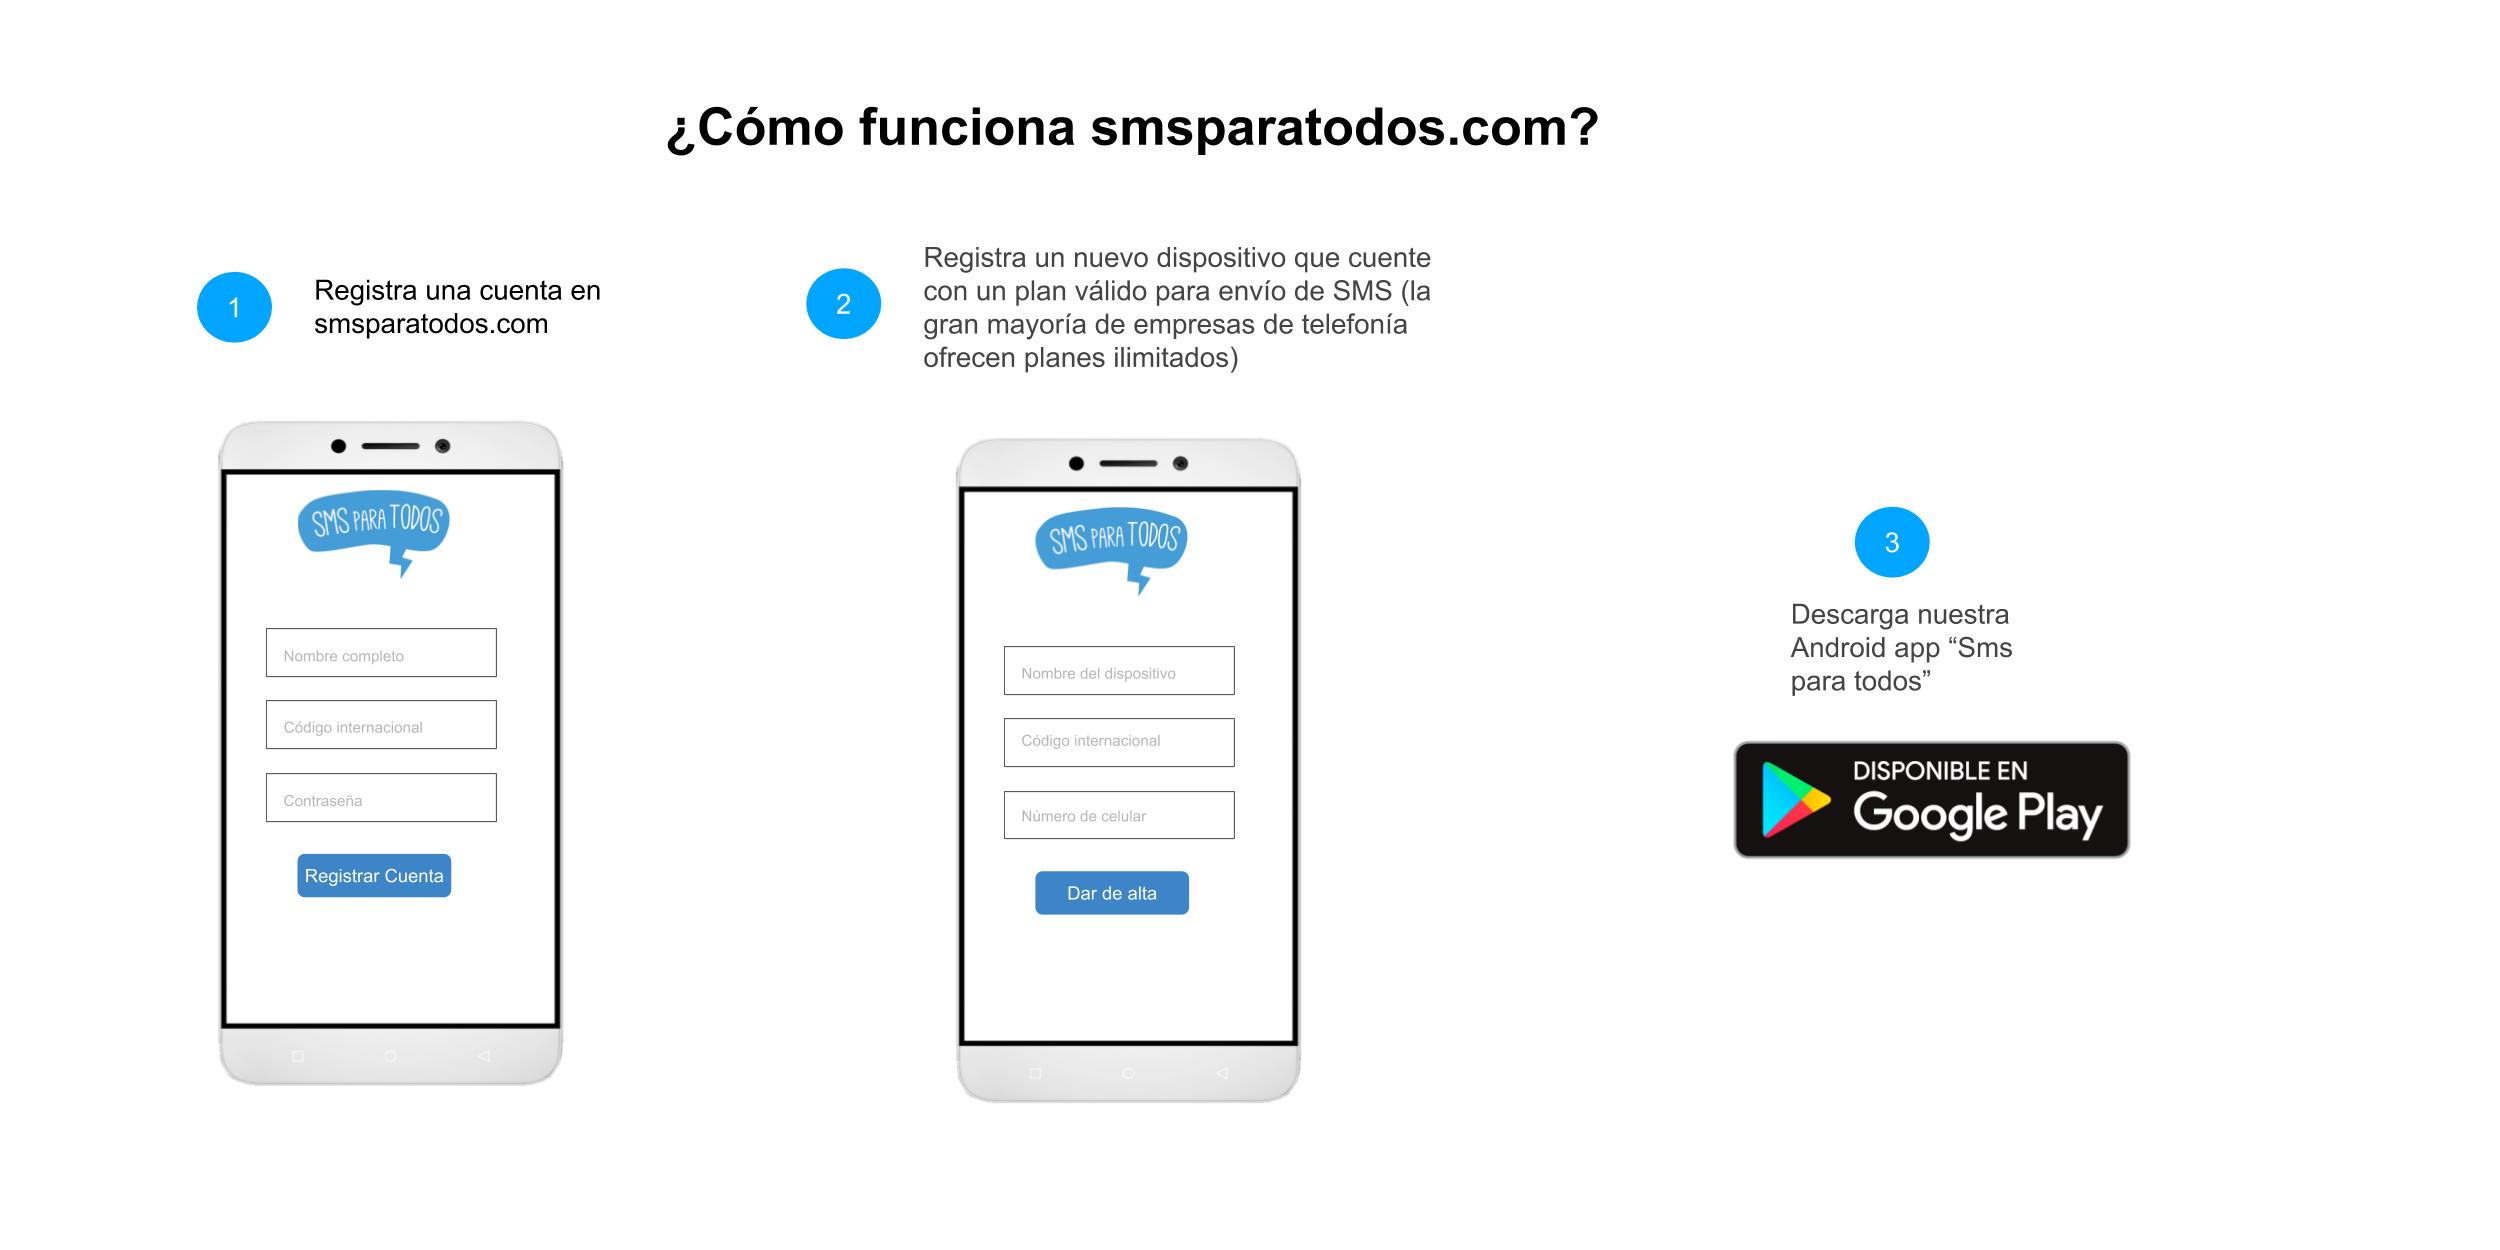 ¿Cómo funciona smsparatodos.com?
1
Registra una cuenta en
smsparatodos.com
SMS PARA TODOS
Nombre completo
Código internacional
Contraseña
Registrar Cuenta
2
Registra un nuevo dispositivo que cuente
con un plan válido para envío de SMS (la
gran mayoría de empresas de telefonía
ofrecen planes ilimitados)
SMS PARA TODOS
Nombre del dispositivo
Código internacional
Número de celular
Dar de alta
3
Descarga nuestra
Android app “Sms
para todos”
DISPONIBLE EN
Google Play